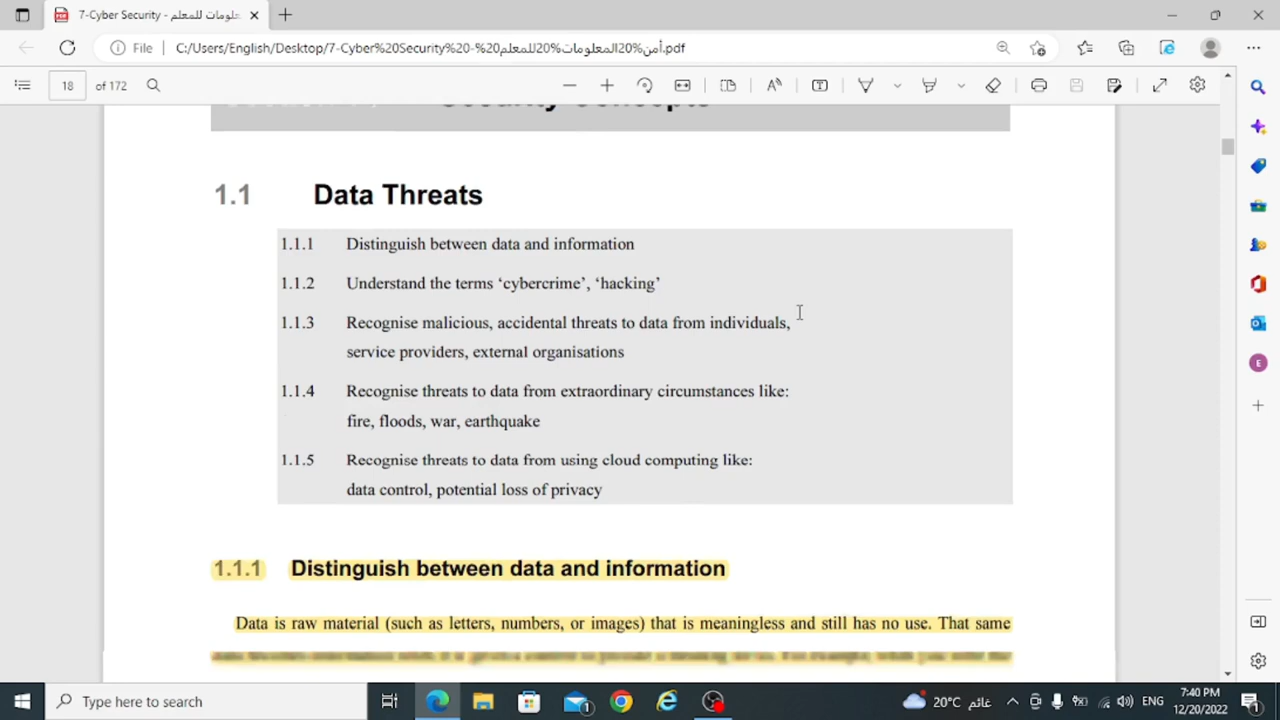 7-Cyber Security - أمن المعلومات للمعلم
File
C:/Users/English/Desktop/7-Cyber%20Security%20-%20أمن%20المعلومات%20للمعلم.pdf
18 of 172
Security Concepts
1.1 Data Threats
1.1.1 Distinguish between data and information
1.1.2 Understand the terms ‘cybercrime’, ‘hacking’
1.1.3 Recognise malicious, accidental threats to data from individuals,
service providers, external organisations
1.1.4 Recognise threats to data from extraordinary circumstances like:
fire, floods, war, earthquake
1.1.5 Recognise threats to data from using cloud computing like:
data control, potential loss of privacy
1.1.1 Distinguish between data and information
Data is raw material (such as letters, numbers, or images) that is meaningless and still has no use. That same
Type here to search
20°C غائم
ENG
7:40 PM
12/20/2022